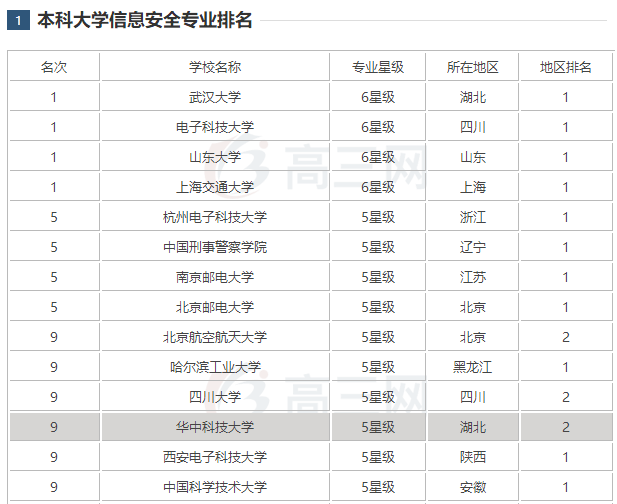 1 本科大学信息安全专业排名
名次 学校名称 专业星级 所在地区 地区排名
1 武汉大学 6星级 湖北 1
1 电子科技大学 6星级 四川 1
1 山东大学 6星级 山东 1
1 上海交通大学 6星级 上海 1
5 杭州电子科技大学 5星级 浙江 1
5 中国刑事警察学院 5星级 辽宁 1
5 南京邮电大学 5星级 江苏 1
5 北京邮电大学 5星级 北京 1
9 北京航空航天大学 5星级 北京 2
9 哈尔滨工业大学 5星级 黑龙江 1
9 四川大学 5星级 四川 2
9 华中科技大学 5星级 湖北 2
9 西安电子科技大学 5星级 陕西 1
9 中国科学技术大学 5星级 安徽 1
高三网
高三网